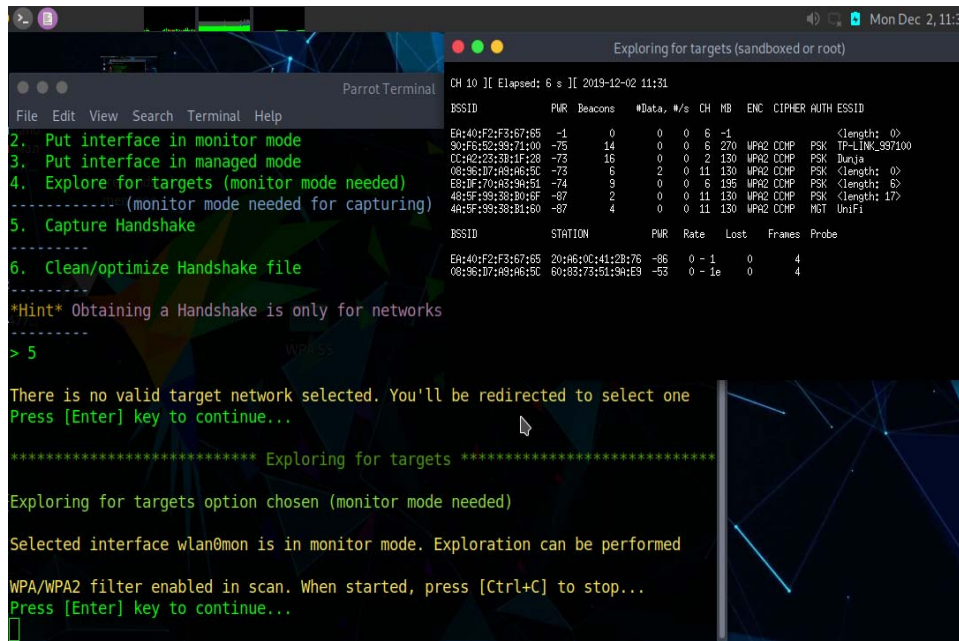 Mon Dec 2, 11:3
Parrot Terminal
File Edit View Search Terminal Help
2. Put interface in monitor mode
3. Put interface in managed mode
4. Explore for targets (monitor mode needed)
------------- (monitor mode needed for capturing)
5. Capture Handshake
---------
6. Clean/optimize Handshake file
---------
*Hint* Obtaining a Handshake is only for networks
---------
> 5
There is no valid target network selected. You'll be redirected to select one
Press [Enter] key to continue...
**************************** Exploring for targets *****************************
Exploring for targets option chosen (monitor mode needed)
Selected interface wlan0mon is in monitor mode. Exploration can be performed
WPA/WPA2 filter enabled in scan. When started, press [Ctrl+C] to stop...
Press [Enter] key to continue...
Exploring for targets (sandboxed or root)
CH 10 ][ Elapsed: 6 s ][ 2019-12-02 11:31
BSSID PWR Beacons #Data, #/s CH MB ENC CIPHER AUTH ESSID
EA:40:F2:F3:67:65 -1 0 0 0 6 -1 <length: 0>
90:F6:52:99:71:00 -75 14 0 0 6 270 WPA2 CCMP PSK TP-LINK_997100
CC:A2:23:3B:1F:28 -73 16 0 0 2 130 WPA2 CCMP PSK Dunja
08:96:D7:A9:A6:5C -73 6 2 0 11 130 WPA2 CCMP PSK <length: 0>
E8:DF:70:A3:9A:51 -74 9 0 0 6 195 WPA2 CCMP PSK <length: 6>
48:5F:99:38:B0:6F -87 2 0 0 11 130 WPA2 CCMP PSK <length: 17>
4A:5F:99:38:B1:60 -87 4 0 0 11 130 WPA2 CCMP MGT UniFi
BSSID STATION PWR Rate Lost Frames Probe
EA:40:F2:F3:67:65 20:A6:0C:41:2B:76 -86 0 - 1 0 4
08:96:D7:A9:A6:5C 60:83:73:51:9A:E9 -53 0 - 1e 0 4